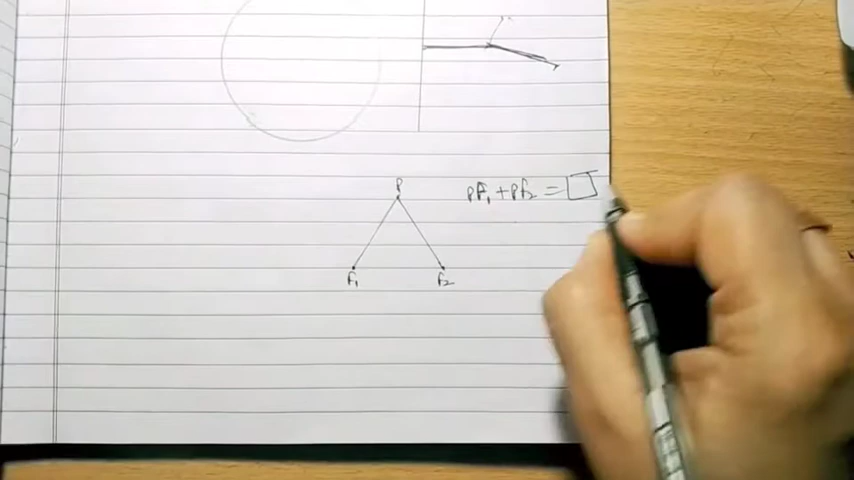 P
PF₁ + PF₂ = □
F₁ F₂